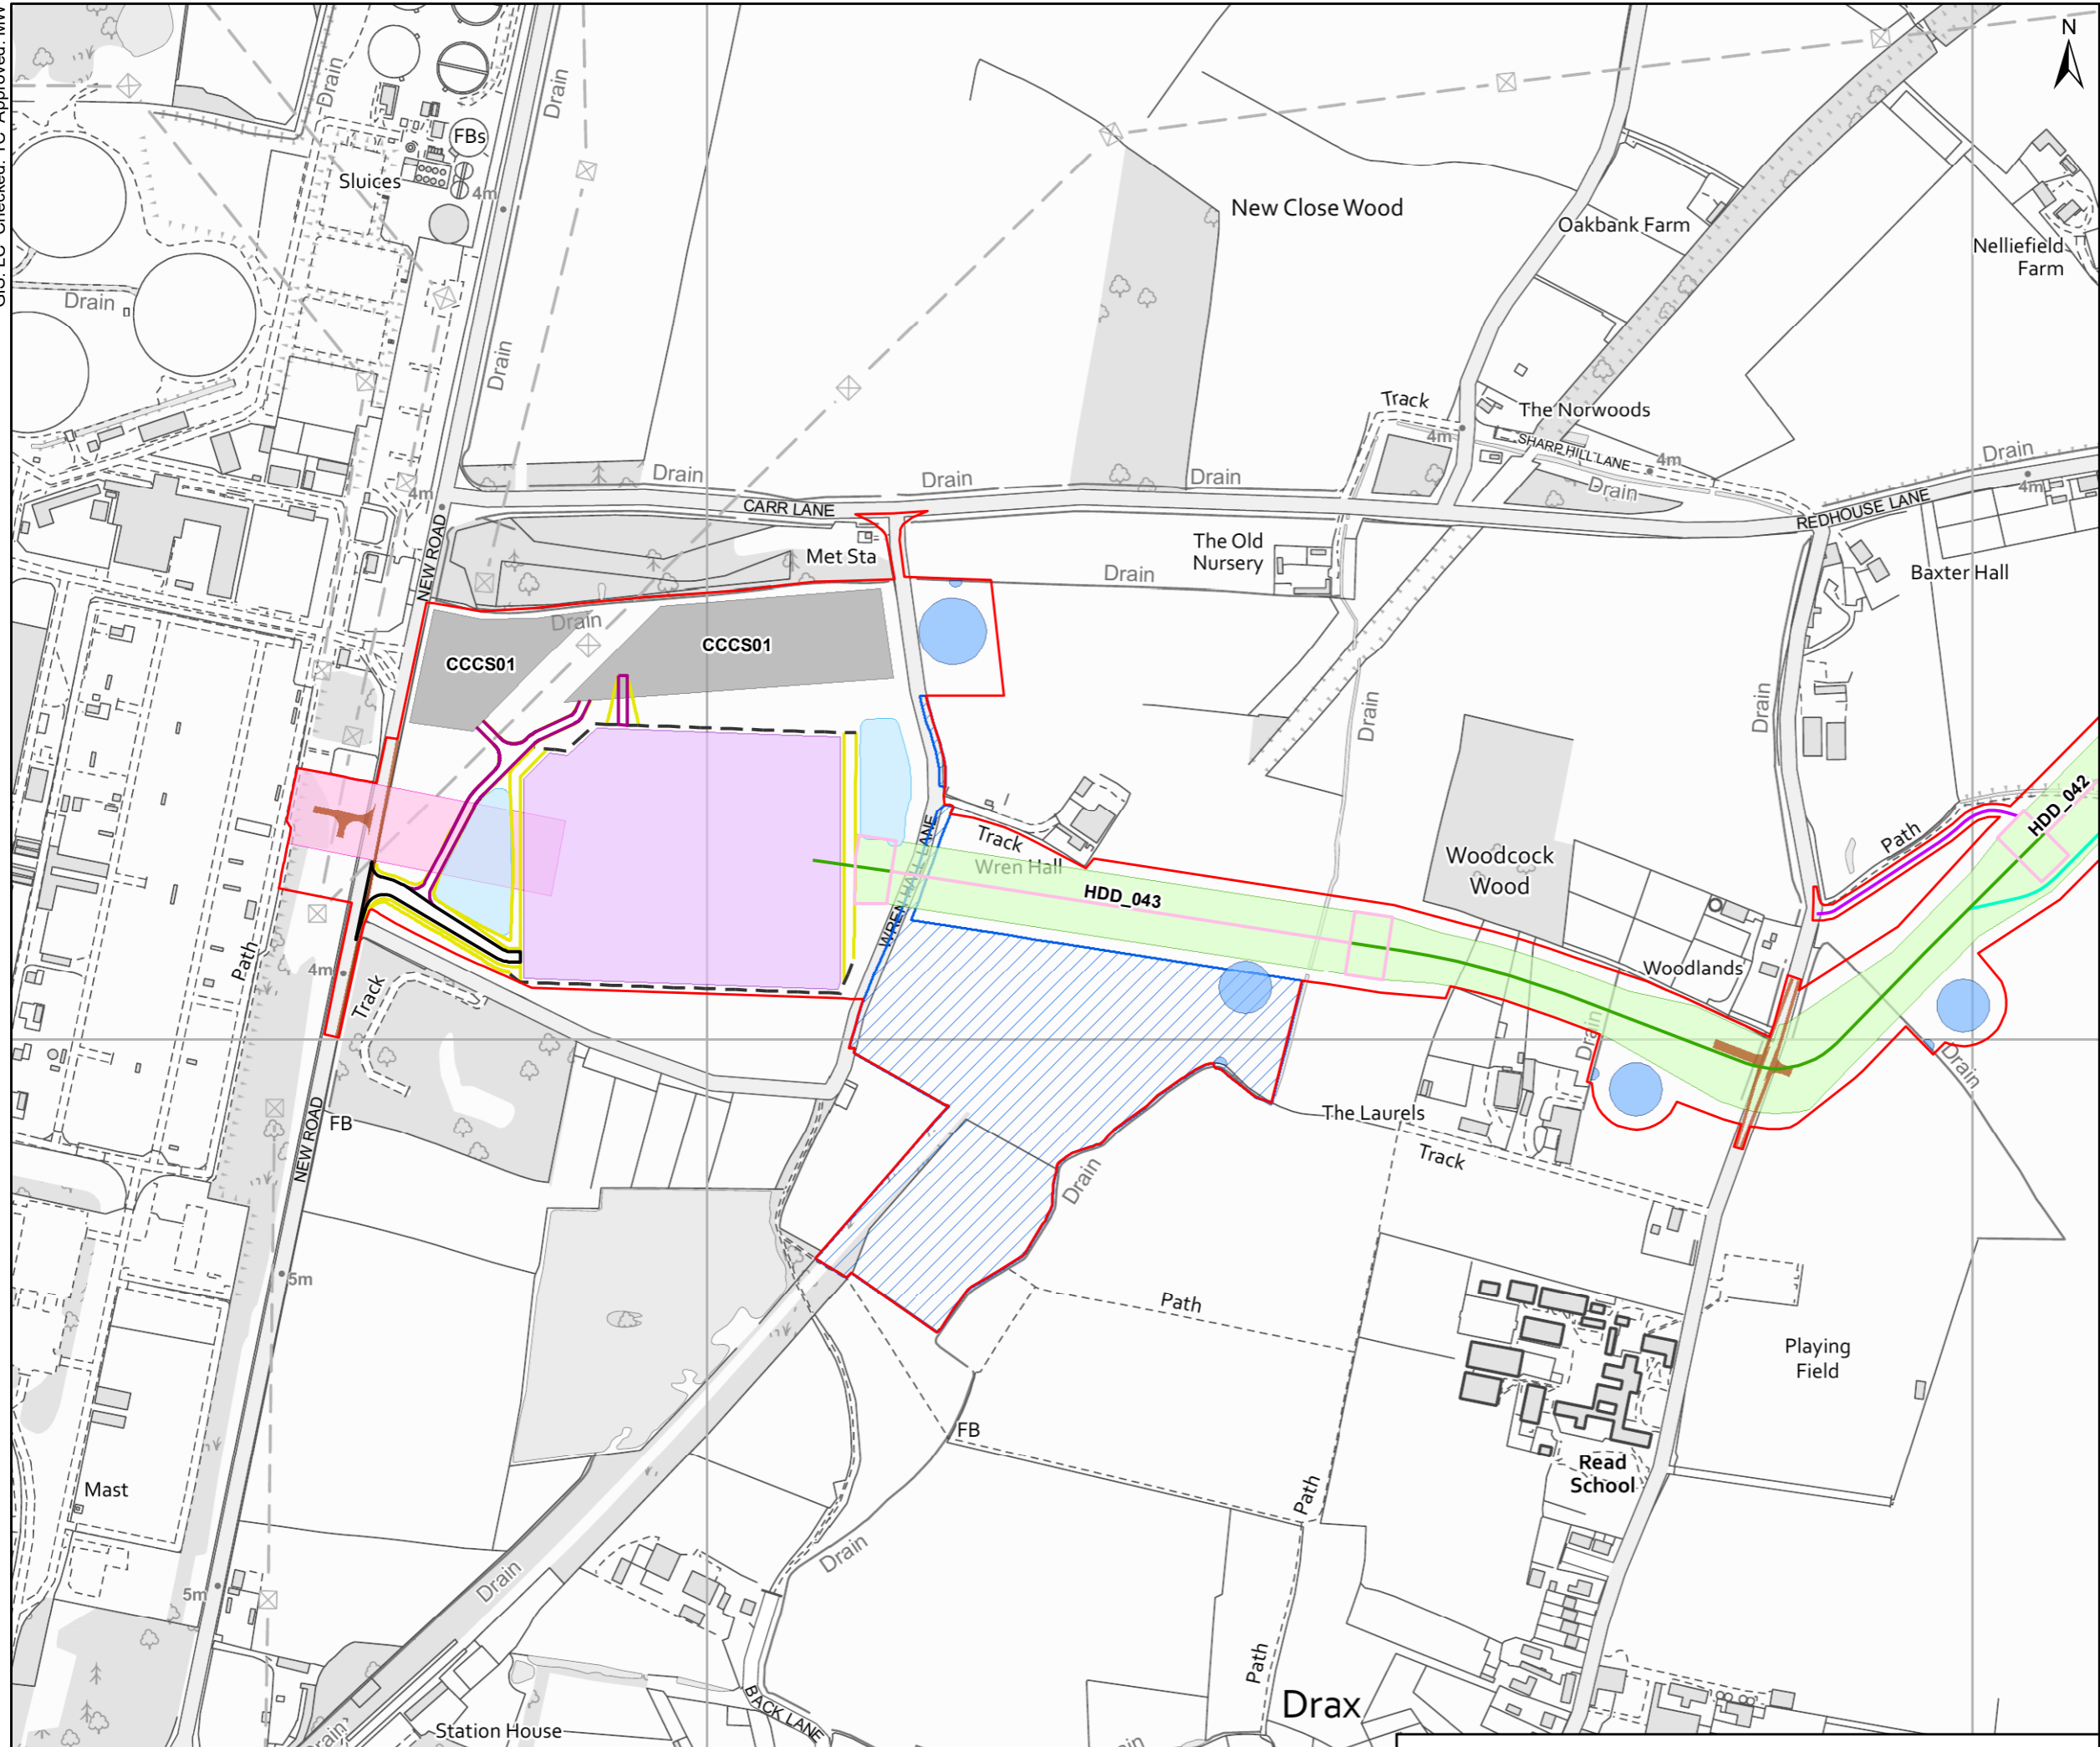 N
Drain
Drain
FBs
Sluices
4m
New Close Wood
Oakbank Farm
Nelliefield
Farm
Drain
Drain
Track
The Norwoods
4m
SHARP HILL LANE
4m
Drain
Drain
Drain
Drain
Drain
4m
4m
CARR LANE
REDHOUSE LANE
NEW ROAD
Met Sta
The Old
Nursery
Drain
Baxter Hall
Drain
CCCS01
CCCS01
Drain
Drain
HDD_042
Path
Track
Wren Hall
WREN HALL LANE
HDD_043
Woodcock
Wood
Woodlands
Path
4m
Track
Drain
Drain
FB
NEW ROAD
The Laurels
Track
Drain
5m
Path
Playing
Field
FB
Read
School
Mast
Path
Drain
Drain
5m
Path
Drax
BACK LANE
Station House